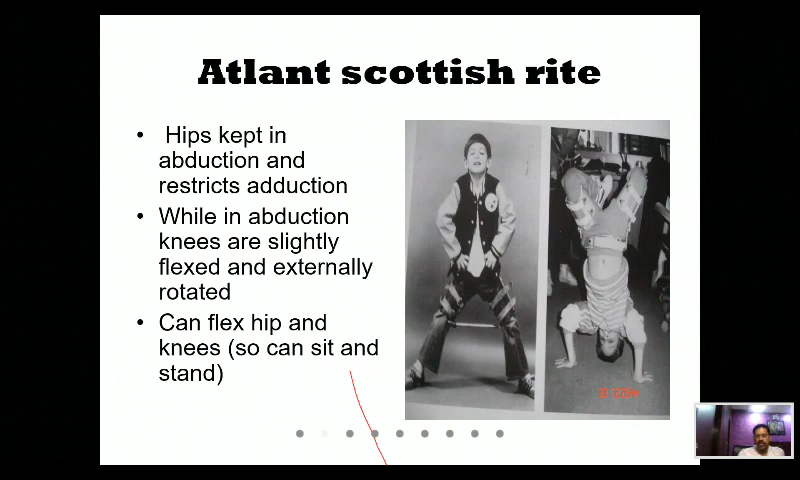 Atlant scottish rite
• Hips kept in
abduction and
restricts adduction
• While in abduction
knees are slightly
flexed and externally
rotated
• Can flex hip and
knees (so can sit and
stand)